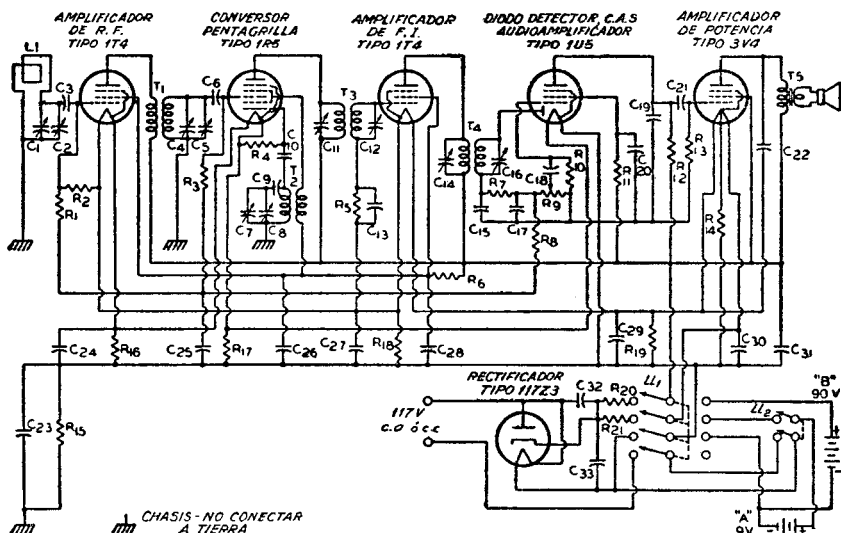 AMPLIFICADOR
DE R. F.
TIPO 1T4
CONVERSOR
PENTAGRILLA
TIPO 1R5
AMPLIFICADOR
DE F. I.
TIPO 1T4
DIODO DETECTOR, C.A.S
AUDIOAMPLIFICADOR
TIPO 1U5
AMPLIFICADOR
DE POTENCIA
TIPO 3V4
L1
C3
T1
C6
T3
C21
C19
T5
C1
C2
C4
C5
R4
C10
C11
C12
T4
C14
C16
R10
C18
R11
C20
R12
R13
C22
R1
R2
R3
C9
T2
C7
C8
R5
C13
R7
R9
C15
C17
R8
R14
R6
C24
R16
C25
R17
C26
C27
R18
C28
C29
R19
C30
C31
RECTIFICADOR
TIPO 117Z3
C32
R20
R21
C33
LL1
LL2
"B"
90 V
117V
c.a ó c.c
C23
R15
CHASIS - NO CONECTAR
A TIERRA
"A"
9V